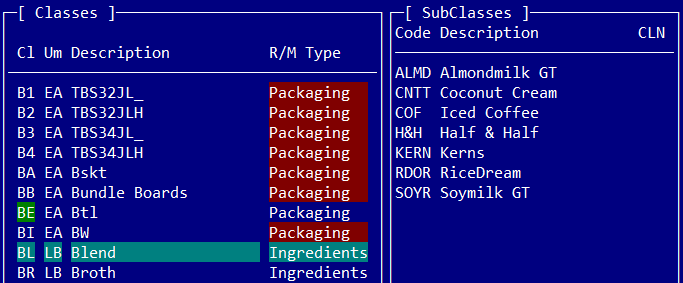 [ Classes ]
Cl Um Description R/M Type
B1 EA TBS32JL_ Packaging
B2 EA TBS32JLH Packaging
B3 EA TBS34JL_ Packaging
B4 EA TBS34JLH Packaging
BA EA Bskt Packaging
BB EA Bundle Boards Packaging
BE EA Btl Packaging
BI EA BW Packaging
BL LB Blend Ingredients
BR LB Broth Ingredients
[ SubClasses ]
Code Description CLN
ALMD Almondmilk GT
CNTT Coconut Cream
COF Iced Coffee
H&H Half & Half
KERN Kerns
RDOR RiceDream
SOYR Soymilk GT